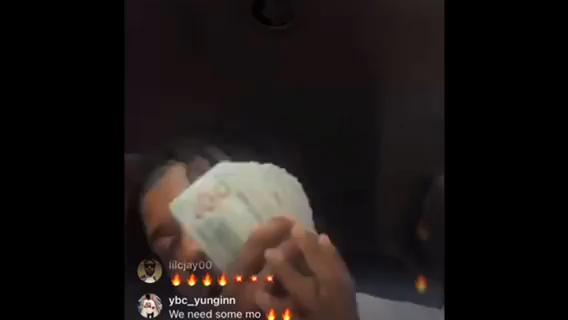 lilcjay00
🔥🔥🔥🔥💥💥💥
ybc_yunginn
We need some mo 🔥🔥